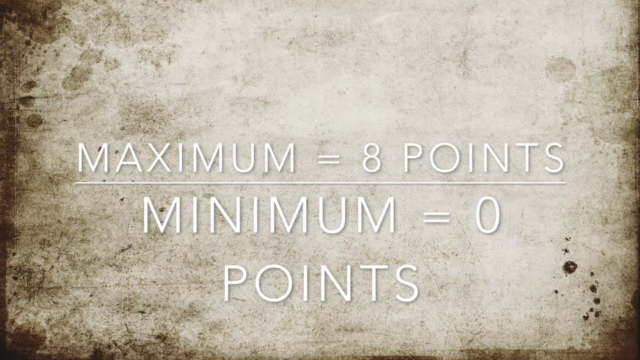 MAXIMUM = 8 POINTS
MINIMUM = 0
POINTS